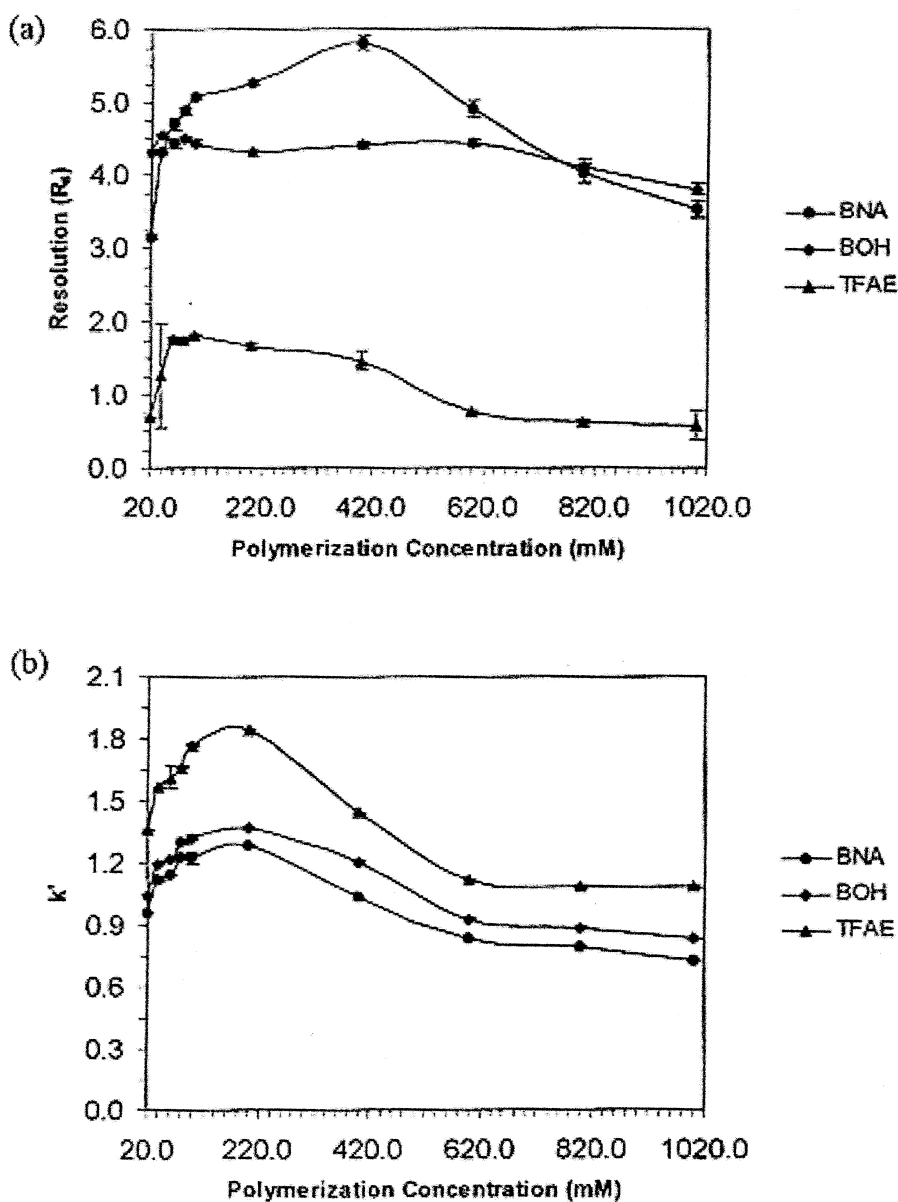 (a)
6.0
5.0
4.0
3.0
2.0
1.0
0.0
Resolution (Rs)
20.0 220.0 420.0 620.0 820.0 1020.0
Polymerization Concentration (mM)
BNA
BOH
TFAE
(b)
2.1
1.8
1.5
1.2
0.9
0.6
0.3
0.0
k'
20.0 220.0 420.0 620.0 820.0 1020.0
Polymerization Concentration (mM)
BNA
BOH
TFAE